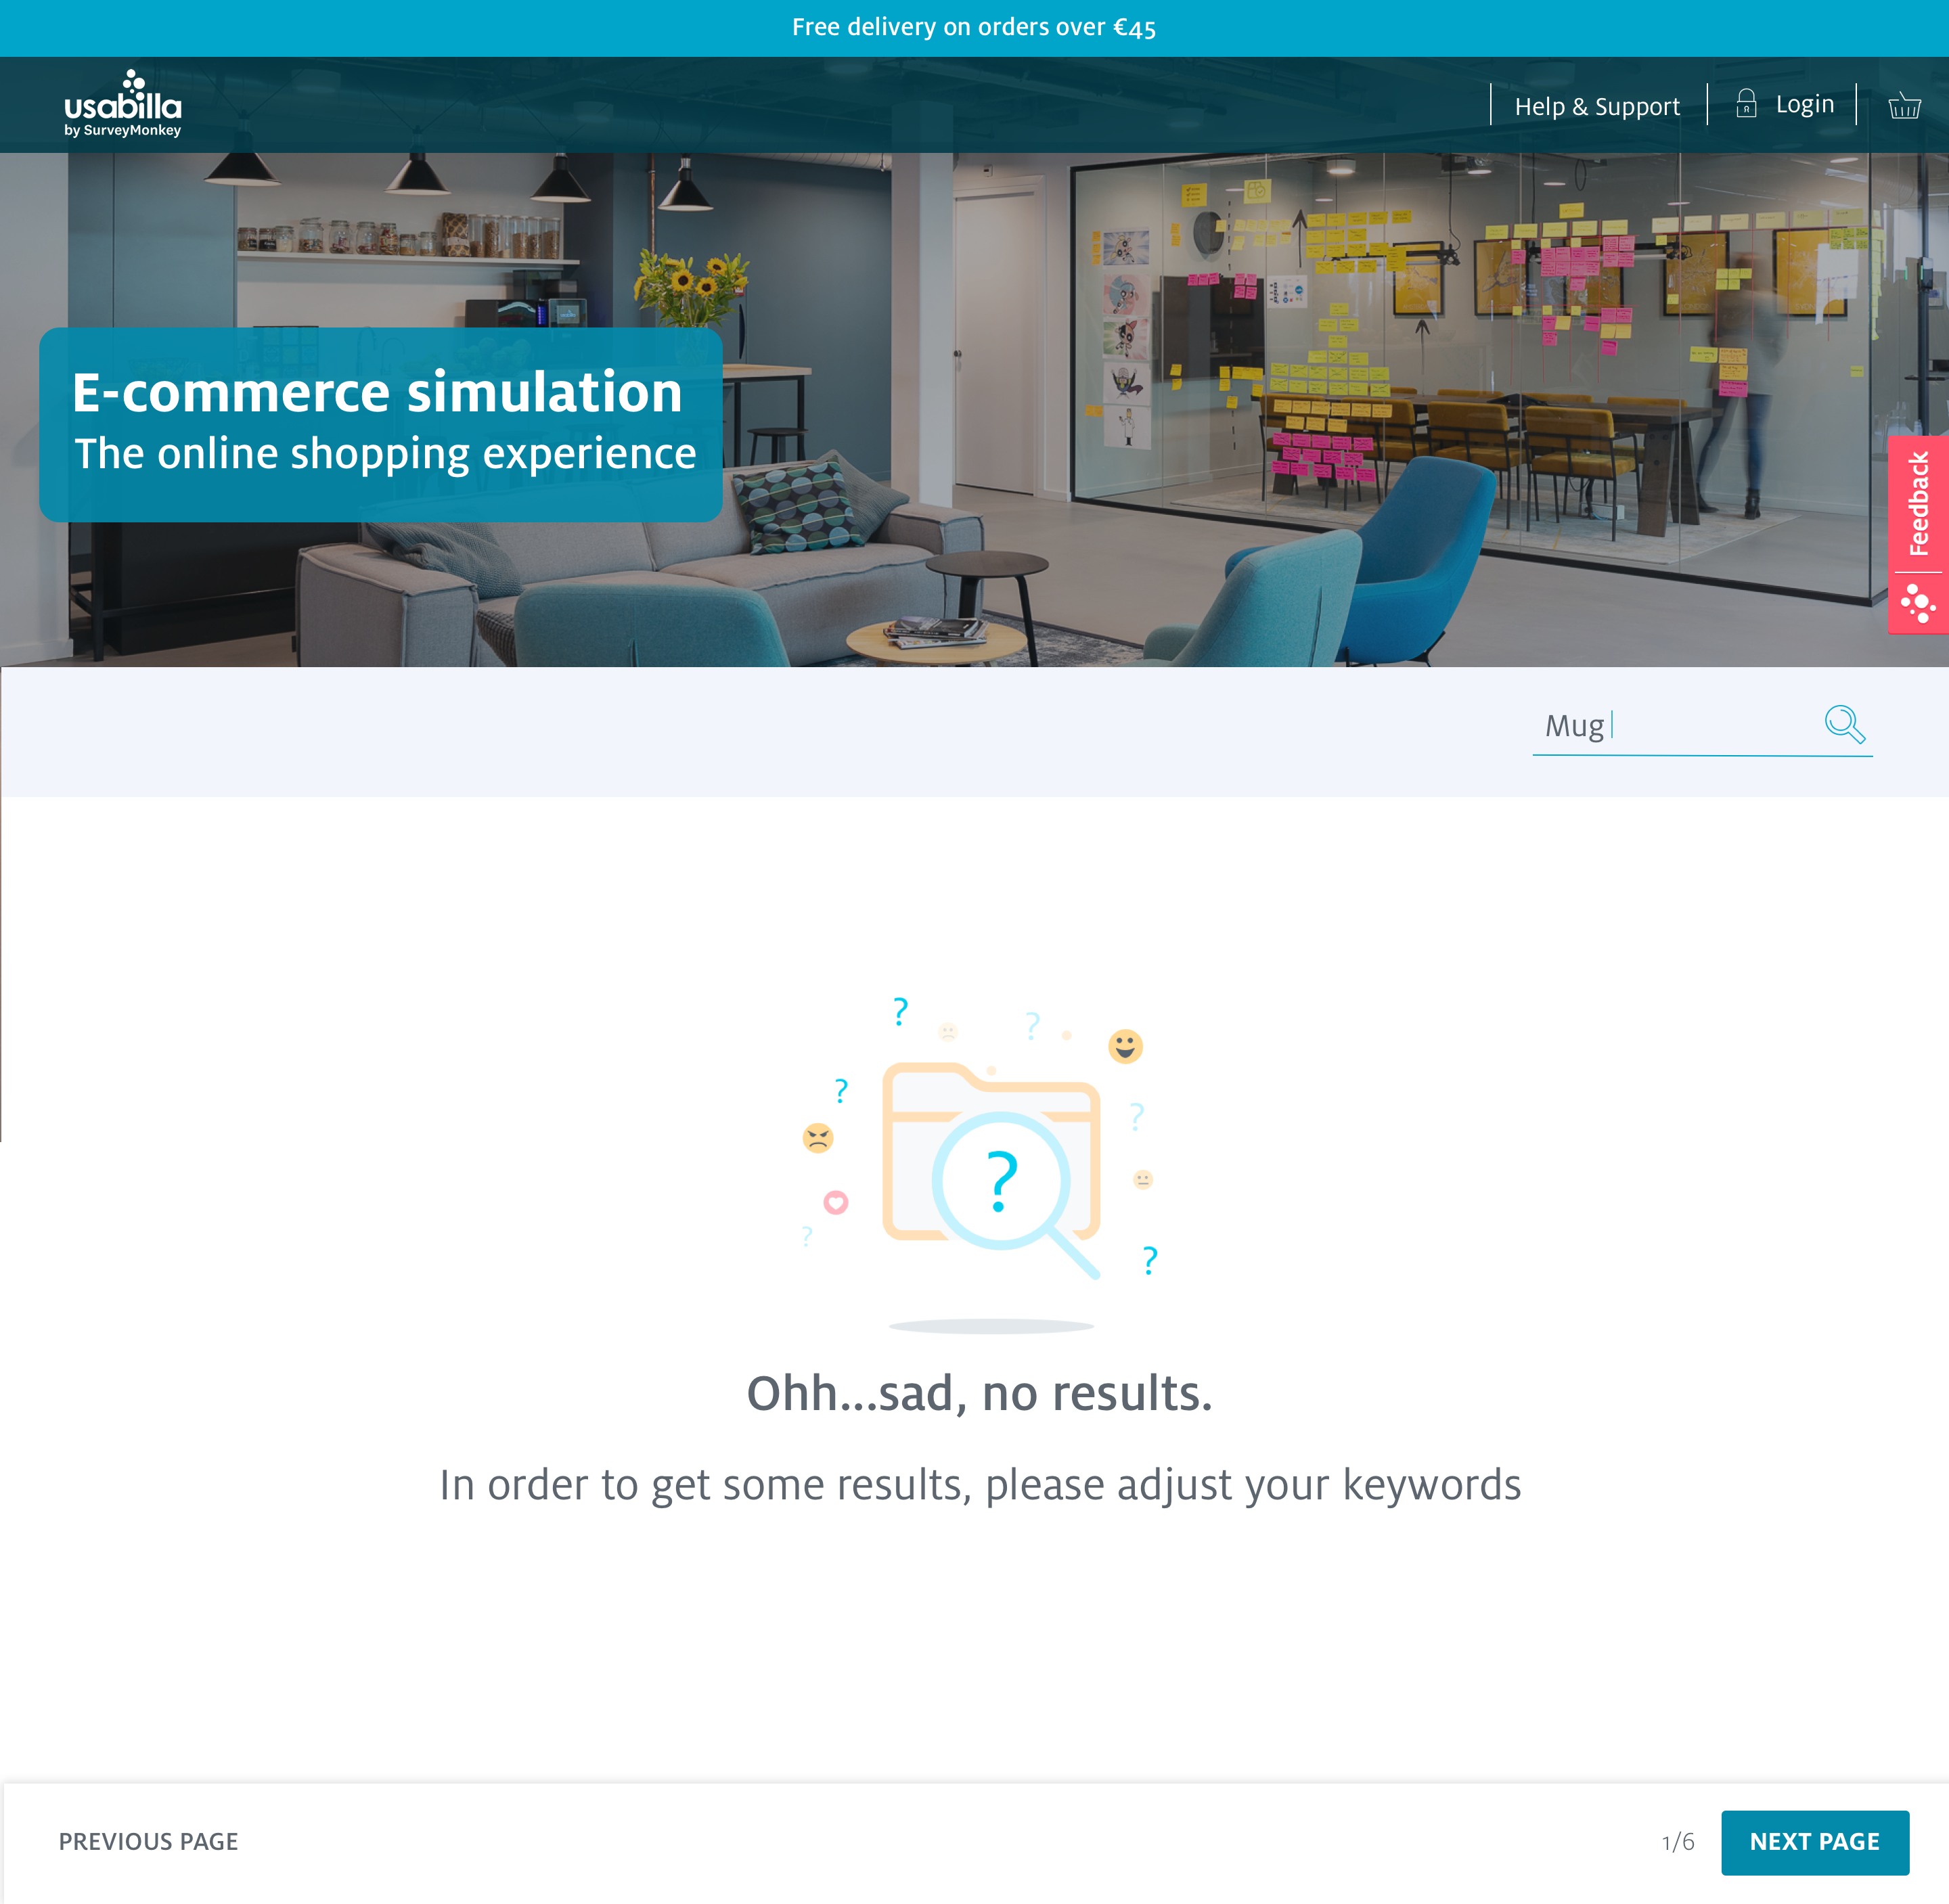 Free delivery on orders over €45
usabilla
by SurveyMonkey
Help & Support
Login
E-commerce simulation
The online shopping experience
Feedback
Mug
?
?
?
?
?
?
?
Ohh...sad, no results.
In order to get some results, please adjust your keywords
PREVIOUS PAGE
1/6
NEXT PAGE